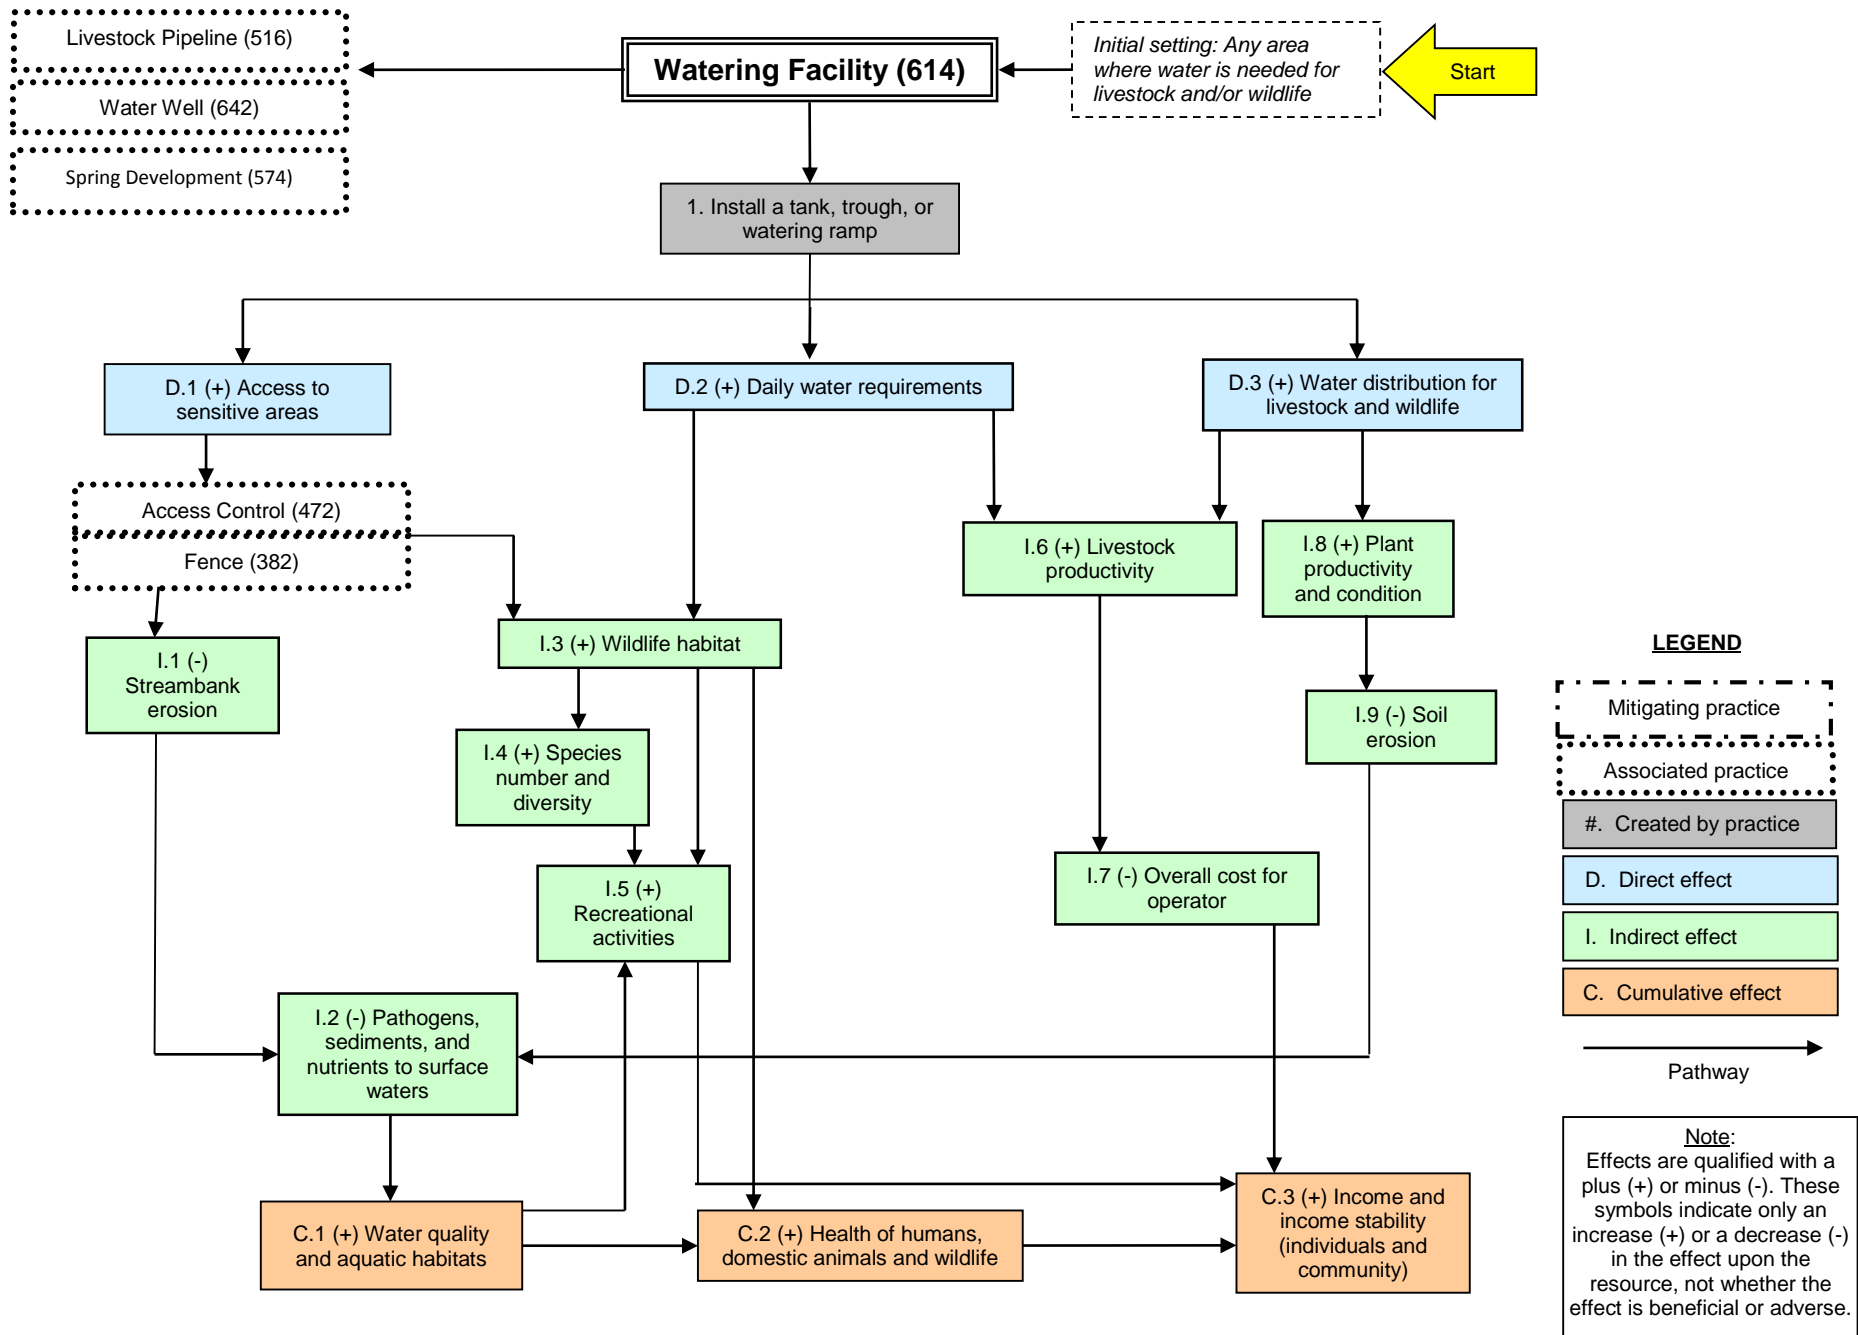 Livestock Pipeline (516)
Water Well (642)
Spring Development (574)
Watering Facility (614)
Initial setting: Any area
where water is needed for
livestock and/or wildlife
Start
1. Install a tank, trough, or
watering ramp
D.1 (+) Access to
sensitive areas
D.2 (+) Daily water requirements
D.3 (+) Water distribution for
livestock and wildlife
Access Control (472)
Fence (382)
I.6 (+) Livestock
productivity
I.8 (+) Plant
productivity
and condition
I.1 (-)
Streambank
erosion
I.3 (+) Wildlife habitat
I.4 (+) Species
number and
diversity
I.9 (-) Soil
erosion
I.5 (+)
Recreational
activities
I.7 (-) Overall cost for
operator
I.2 (-) Pathogens,
sediments, and
nutrients to surface
waters
C.1 (+) Water quality
and aquatic habitats
C.2 (+) Health of humans,
domestic animals and wildlife
C.3 (+) Income and
income stability
(individuals and
community)
LEGEND
Mitigating practice
Associated practice
#. Created by practice
D. Direct effect
I. Indirect effect
C. Cumulative effect
Pathway
Note:
Effects are qualified with a
plus (+) or minus (-). These
symbols indicate only an
increase (+) or a decrease (-)
in the effect upon the
resource, not whether the
effect is beneficial or adverse.